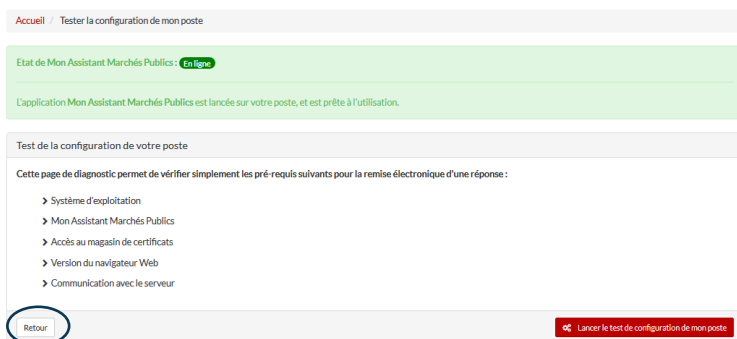 Accueil / Tester la configuration de mon poste
Etat de Mon Assistant Marchés Publics : En ligne
L'application Mon Assistant Marchés Publics est lancée sur votre poste, et est prête à l'utilisation.
Test de la configuration de votre poste
Cette page de diagnostic permet de vérifier simplement les pré-requis suivants pour la remise électronique d'une réponse :
Système d'exploitation
Mon Assistant Marchés Publics
Accès au magasin de certificats
Version du navigateur Web
Communication avec le serveur
Retour Lancer le test de configuration de mon poste